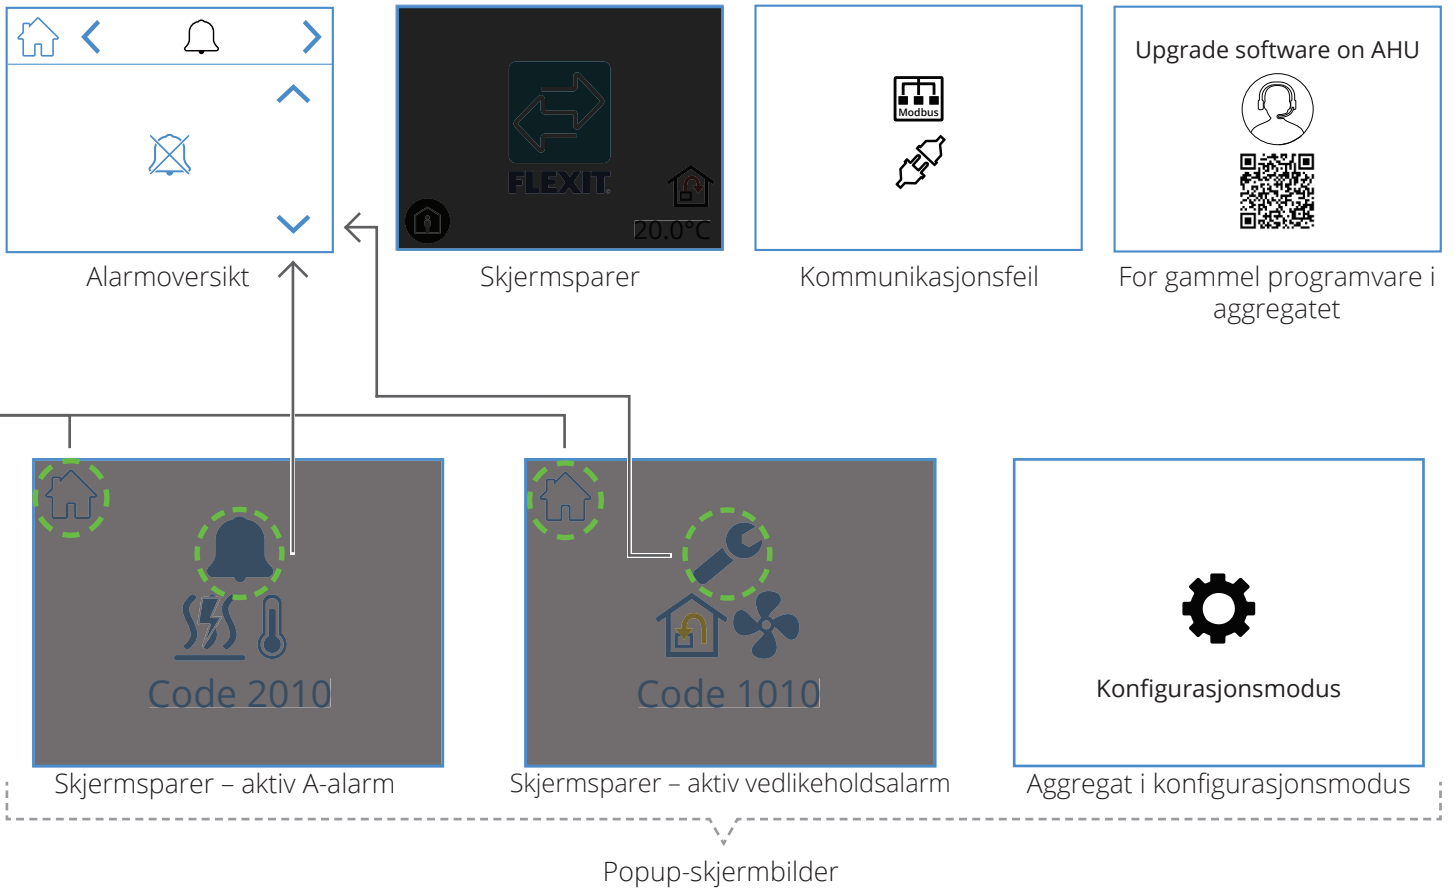 Upgrade software on AHU
Modbus
FLEXIT
20.0°C
Alarmoversikt
Skjermsparer
Kommunikasjonsfeil
For gammel programvare i
aggregatet
Code 2010
Code 1010
Konfigurasjonsmodus
Skjermsparer – aktiv A-alarm
Skjermsparer – aktiv vedlikeholdsalarm
Aggregat i konfigurasjonsmodus
Popup-skjermbilder